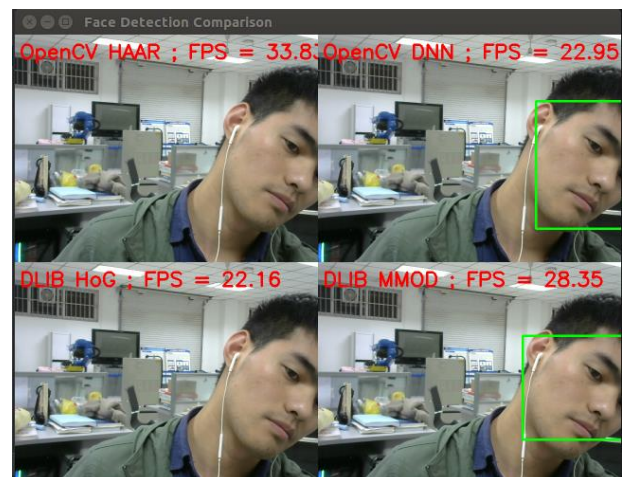 Face Detection Comparison
OpenCV HAAR ; FPS = 33.83
OpenCV DNN ; FPS = 22.95
DLIB HoG ; FPS = 22.16
DLIB MMOD ; FPS = 28.35